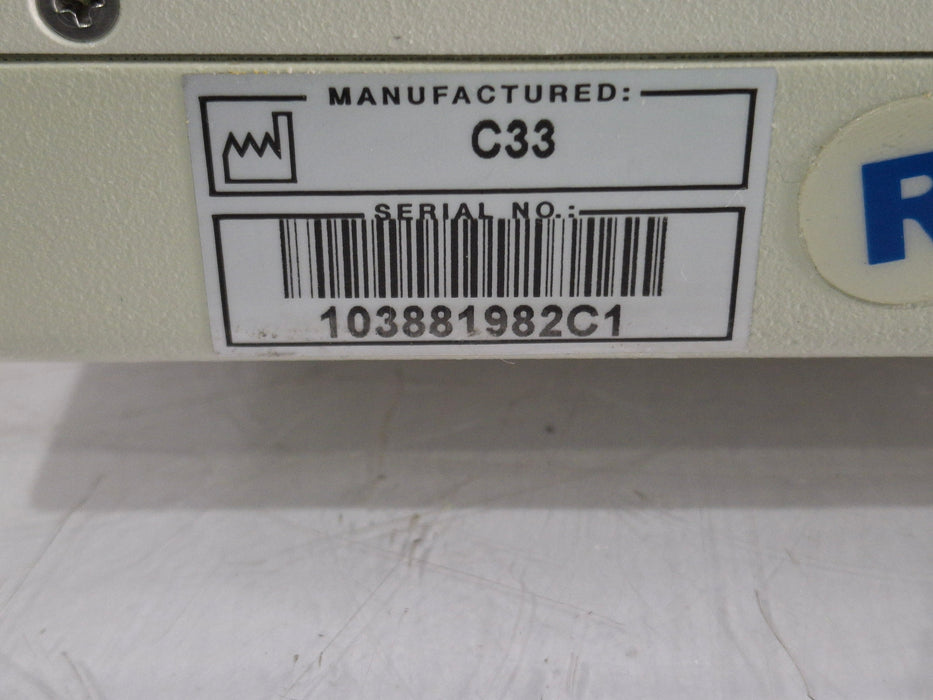 MANUFACTURED:
C33
SERIAL NO.:
103881982C1
R